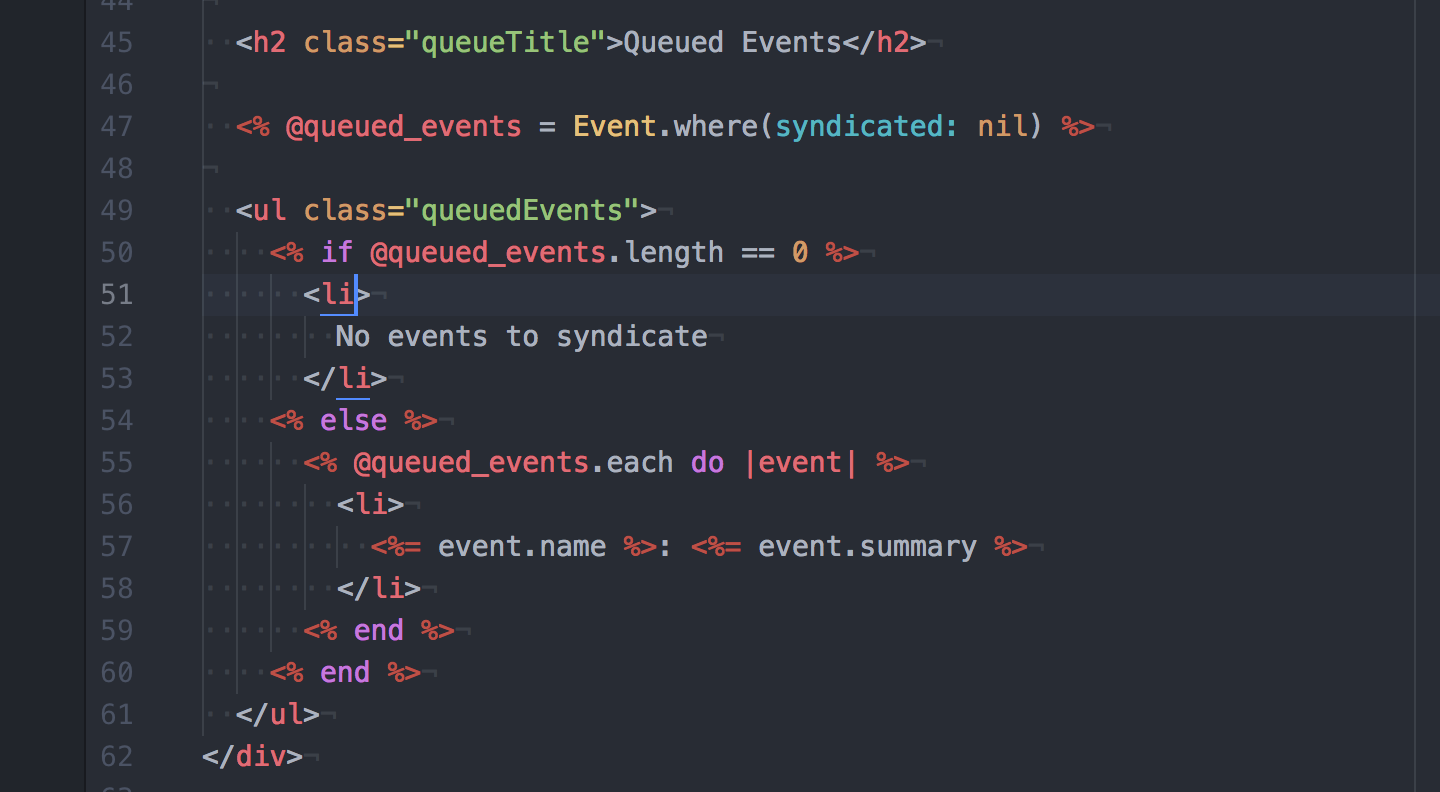 44
45 <h2 class="queueTitle">Queued Events</h2>¬
46 ¬
47 <% @queued_events = Event.where(syndicated: nil) %>¬
48 ¬
49 <ul class="queuedEvents">¬
50 <% if @queued_events.length == 0 %>¬
51 <li>¬
52 No events to syndicate¬
53 </li>¬
54 <% else %>¬
55 <% @queued_events.each do |event| %>¬
56 <li>¬
57 <%= event.name %>: <%= event.summary %>¬
58 </li>¬
59 <% end %>¬
60 <% end %>¬
61 </ul>¬
62 </div>¬